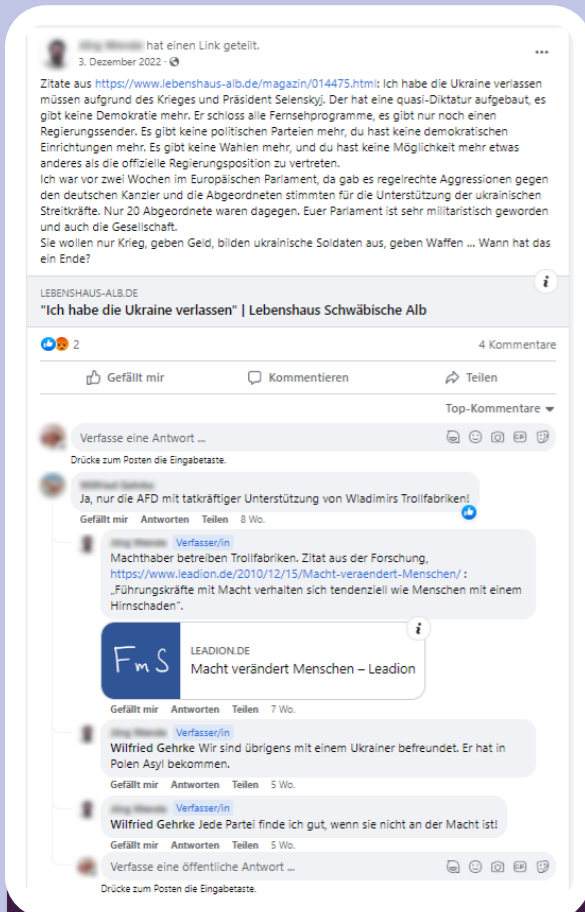 hat einen Link geteilt.
3. Dezember 2022 ·
Zitate aus https://www.lebenshaus-alb.de/magazin/014475.html: Ich habe die Ukraine verlassen
müssen aufgrund des Krieges und Präsident Selenskyj. Der hat eine quasi-Diktatur aufgebaut, es
gibt keine Demokratie mehr. Er schloss alle Fernsehprogramme, es gibt nur noch einen
Regierungssender. Es gibt keine politischen Parteien mehr, du hast keine demokratischen
Einrichtungen mehr. Es gibt keine Wahlen mehr, und du hast keine Möglichkeit mehr etwas
anderes als die offizielle Regierungsposition zu vertreten.
Ich war vor zwei Wochen im Europäischen Parlament, da gab es regelrechte Aggressionen gegen
den deutschen Kanzler und die Abgeordneten stimmten für die Unterstützung der ukrainischen
Streitkräfte. Nur 20 Abgeordnete waren dagegen. Euer Parlament ist sehr militaristisch geworden
und auch die Gesellschaft.
Sie wollen nur Krieg, geben Geld, bilden ukrainische Soldaten aus, geben Waffen ... Wann hat das
ein Ende?
LEBENSHAUS-ALB.DE
"Ich habe die Ukraine verlassen" | Lebenshaus Schwäbische Alb
2
4 Kommentare
Gefällt mir
Kommentieren
Teilen
Top-Kommentare
Verfasse eine Antwort ...
GIF
Drücke zum Posten die Eingabetaste.
Ja, nur die AFD mit tatkräftiger Unterstützung von Wladimirs Trollfabriken!
Gefällt mir Antworten Teilen 8 Wo.
Verfasser/in
Machthaber betreiben Trollfabriken. Zitat aus der Forschung,
https://www.leadion.de/2010/12/15/Macht-veraendert-Menschen/ :
„Führungskräfte mit Macht verhalten sich tendenziell wie Menschen mit einem
Hirnschaden“.
FmS
LEADION.DE
Macht verändert Menschen – Leadion
Gefällt mir Antworten Teilen 7 Wo.
Verfasser/in
Wilfried Gehrke Wir sind übrigens mit einem Ukrainer befreundet. Er hat in
Polen Asyl bekommen.
Gefällt mir Antworten Teilen 5 Wo.
Verfasser/in
Wilfried Gehrke Jede Partei finde ich gut, wenn sie nicht an der Macht ist!
Gefällt mir Antworten Teilen 5 Wo.
Verfasse eine öffentliche Antwort ...
GIF
Drücke zum Posten die Eingabetaste.